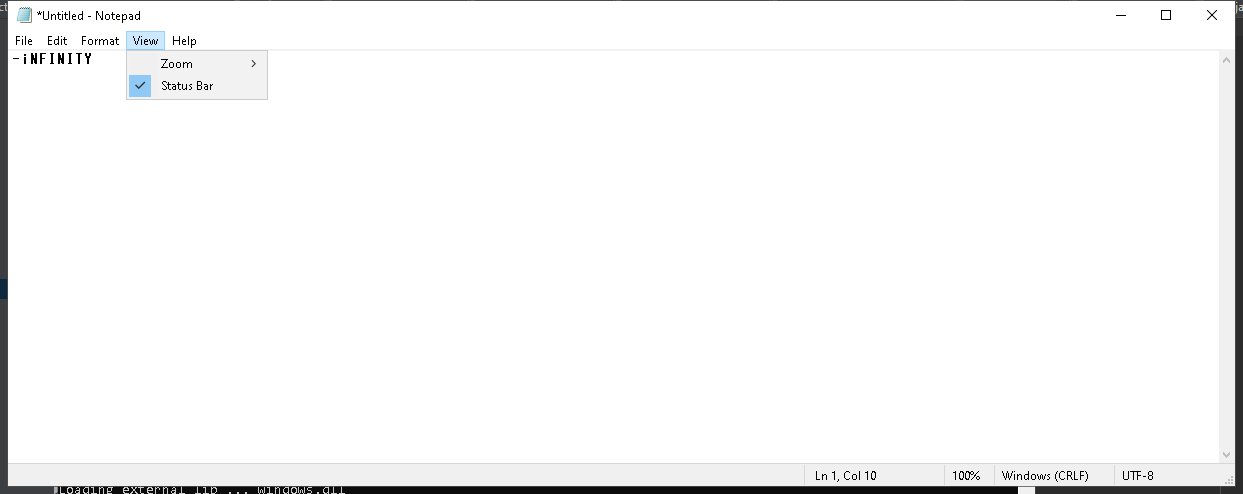 *Untitled - Notepad
File Edit Format View Help
-iNFINITY
Zoom
Status Bar
Ln 1, Col 10 100% Windows (CRLF) UTF-8
Loading external lib ... windows.dll